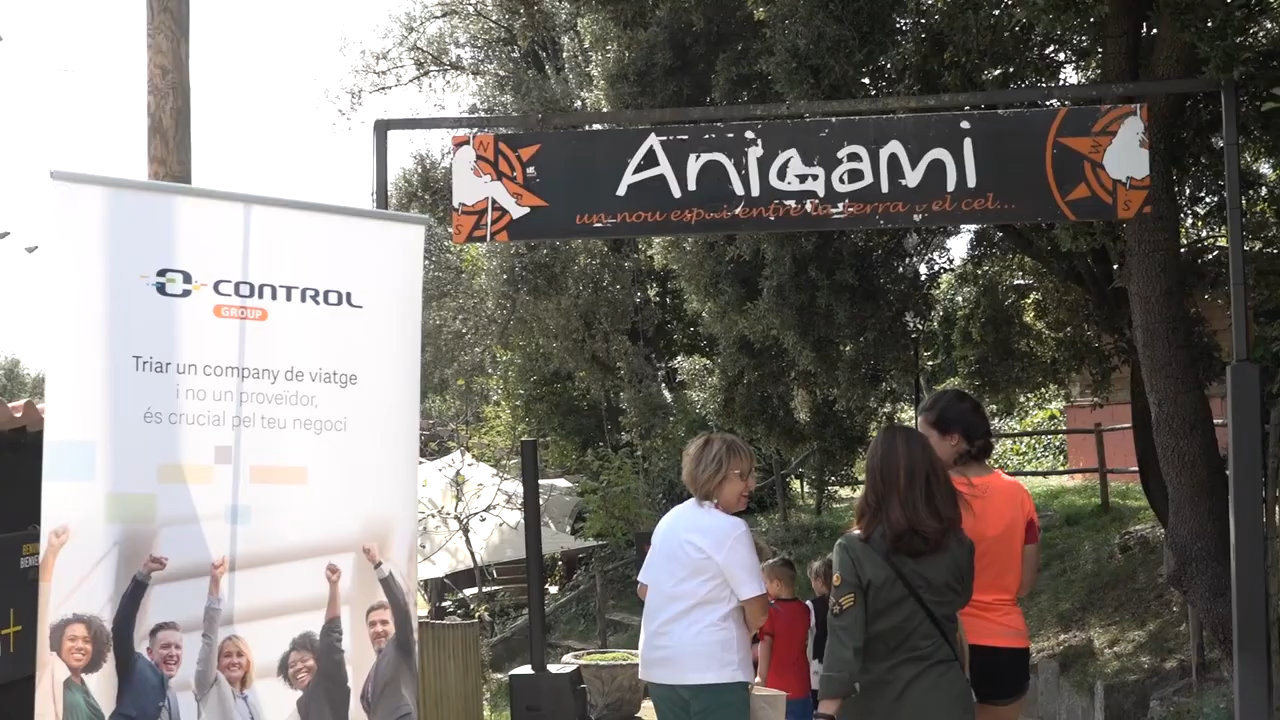 Anigami
un nou espai entre la terra i el cel...
N
S
CONTROL
GROUP
Triar un company de viatge
i no un proveïdor,
és crucial pel teu negoci